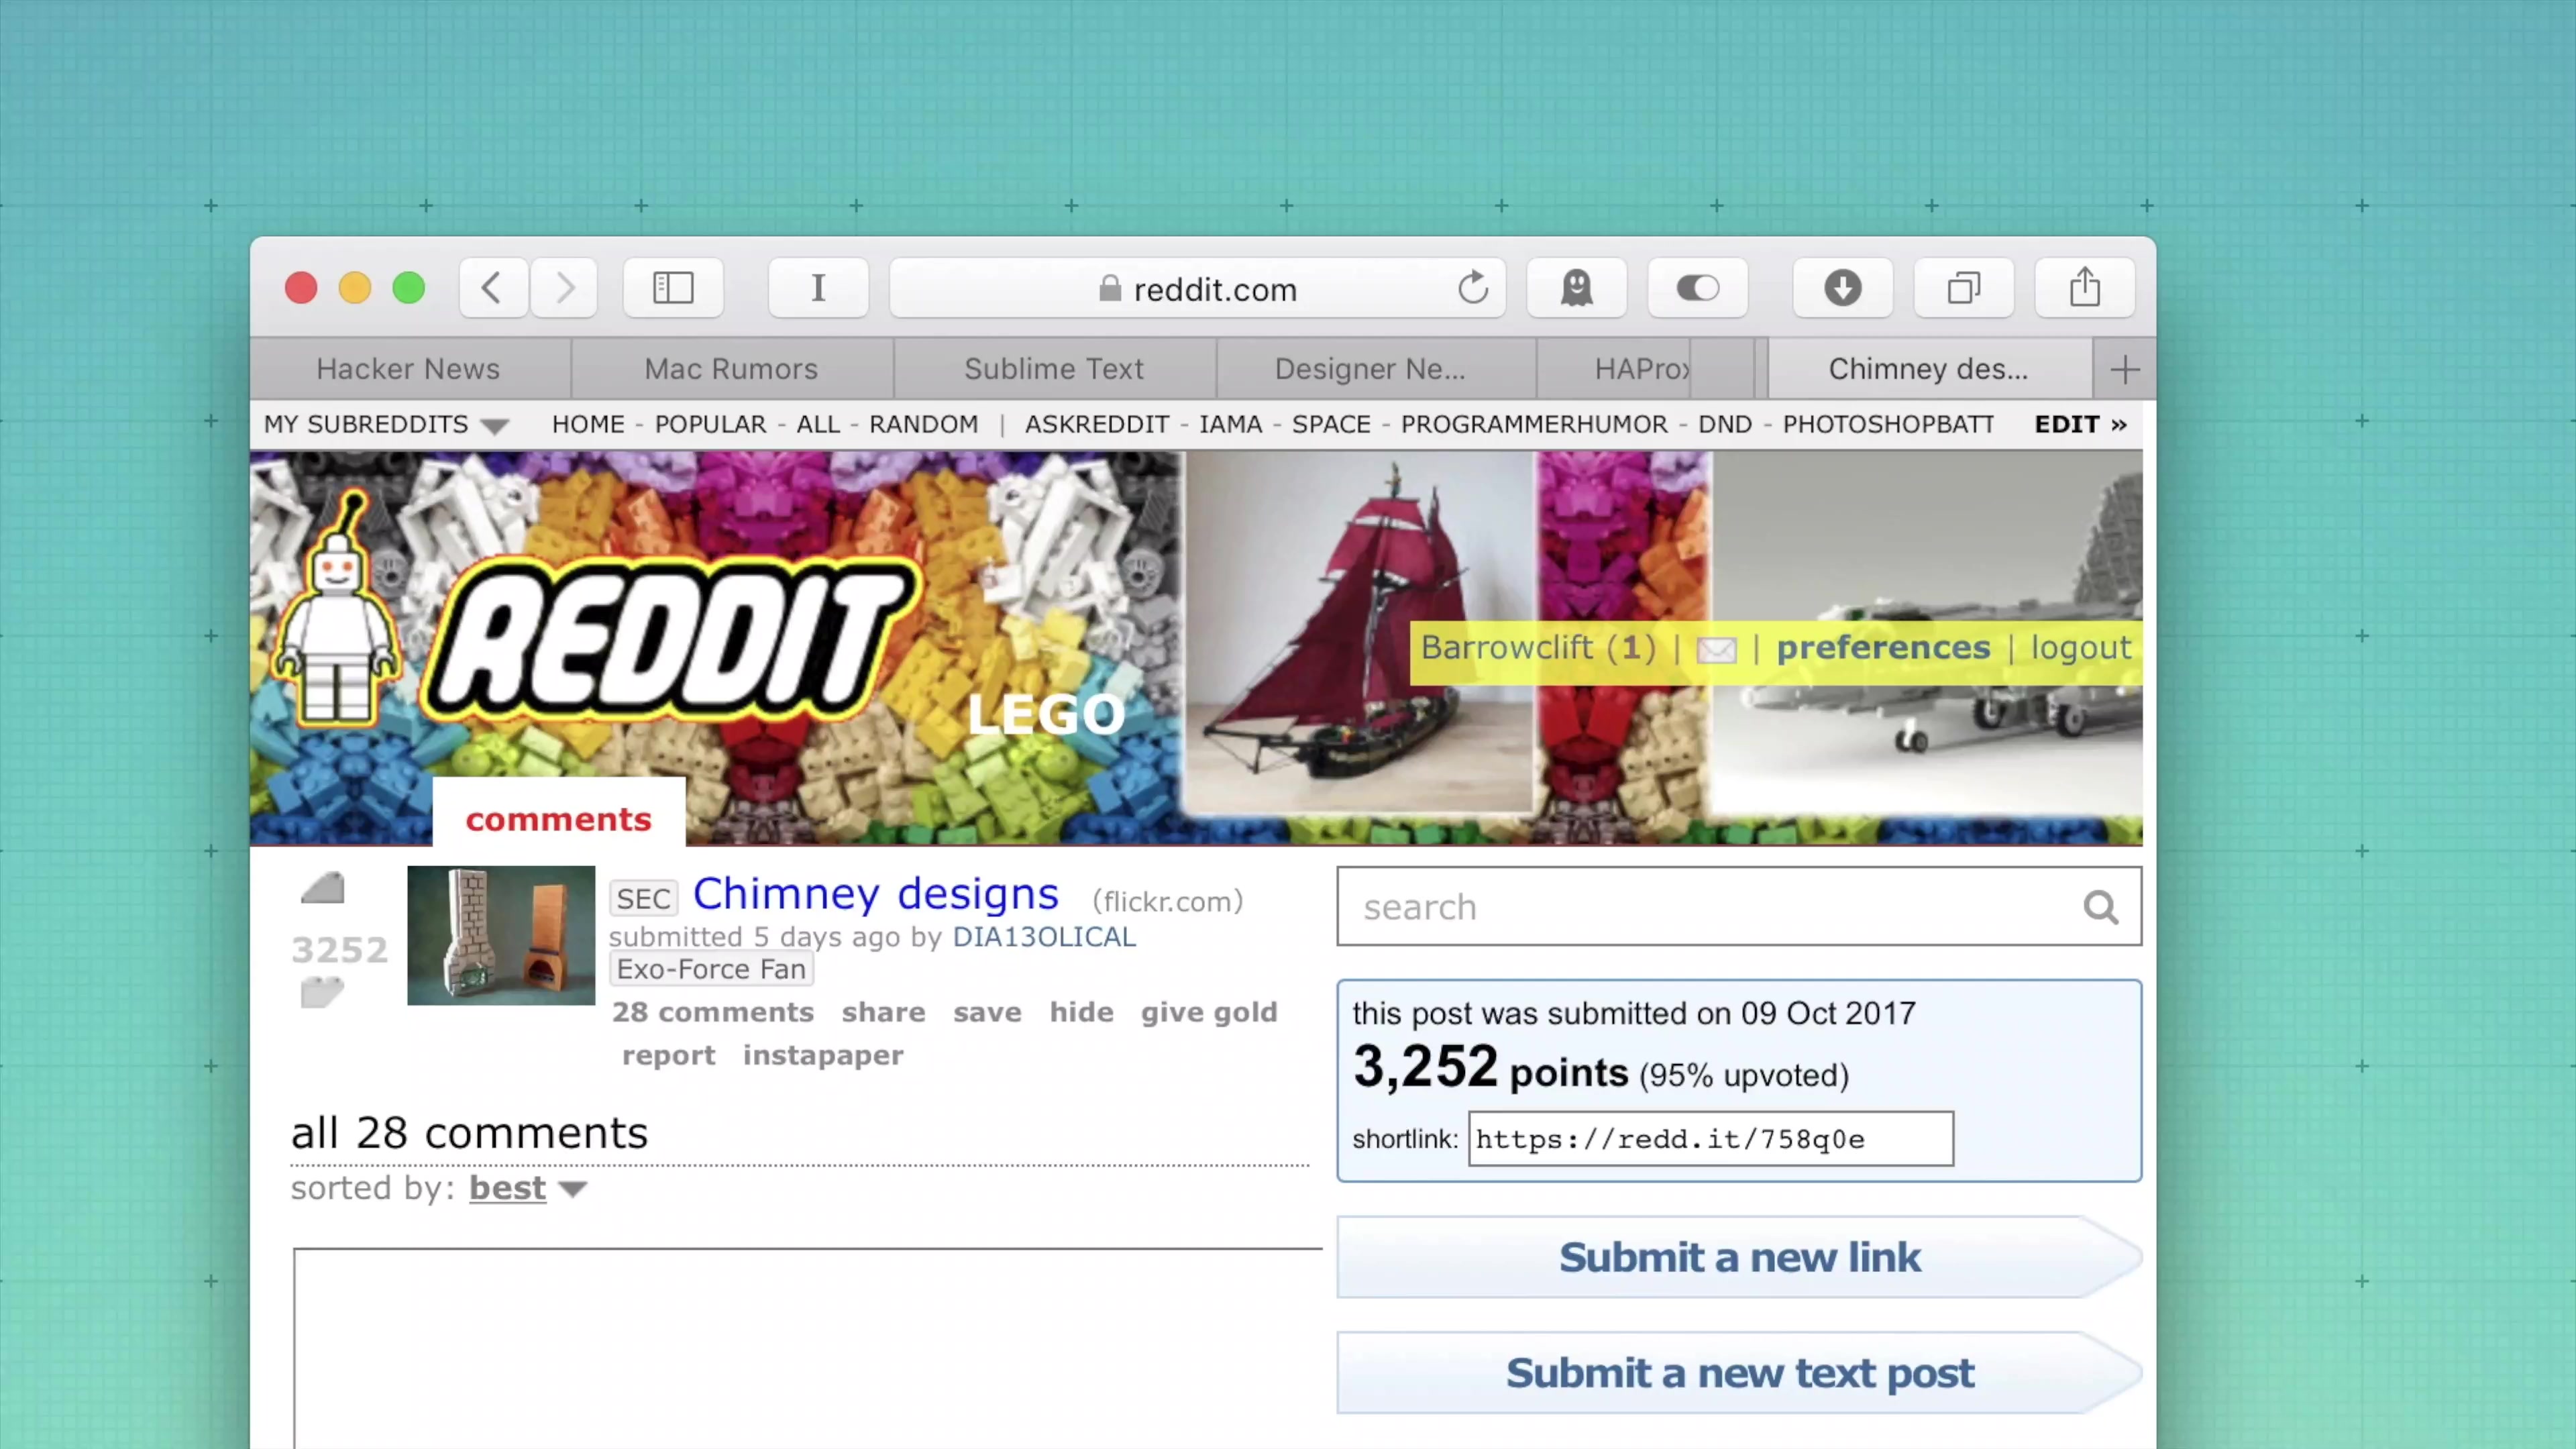 reddit.com
Hacker News
Mac Rumors
Sublime Text
Designer Ne...
HAProx
Chimney des...
MY SUBREDDITS HOME - POPULAR - ALL - RANDOM | ASKREDDIT - IAMA - SPACE - PROGRAMMERHUMOR - DND - PHOTOSHOPBATT EDIT »
REDDIT
LEGO
Barrowclift (1) | | preferences | logout
comments
3252
SEC Chimney designs (flickr.com)
submitted 5 days ago by DIA13OLICAL
Exo-Force Fan
28 comments share save hide give gold
report instapaper
all 28 comments
sorted by: best
search
this post was submitted on 09 Oct 2017
3,252 points (95% upvoted)
shortlink: https://redd.it/758q0e
Submit a new link
Submit a new text post